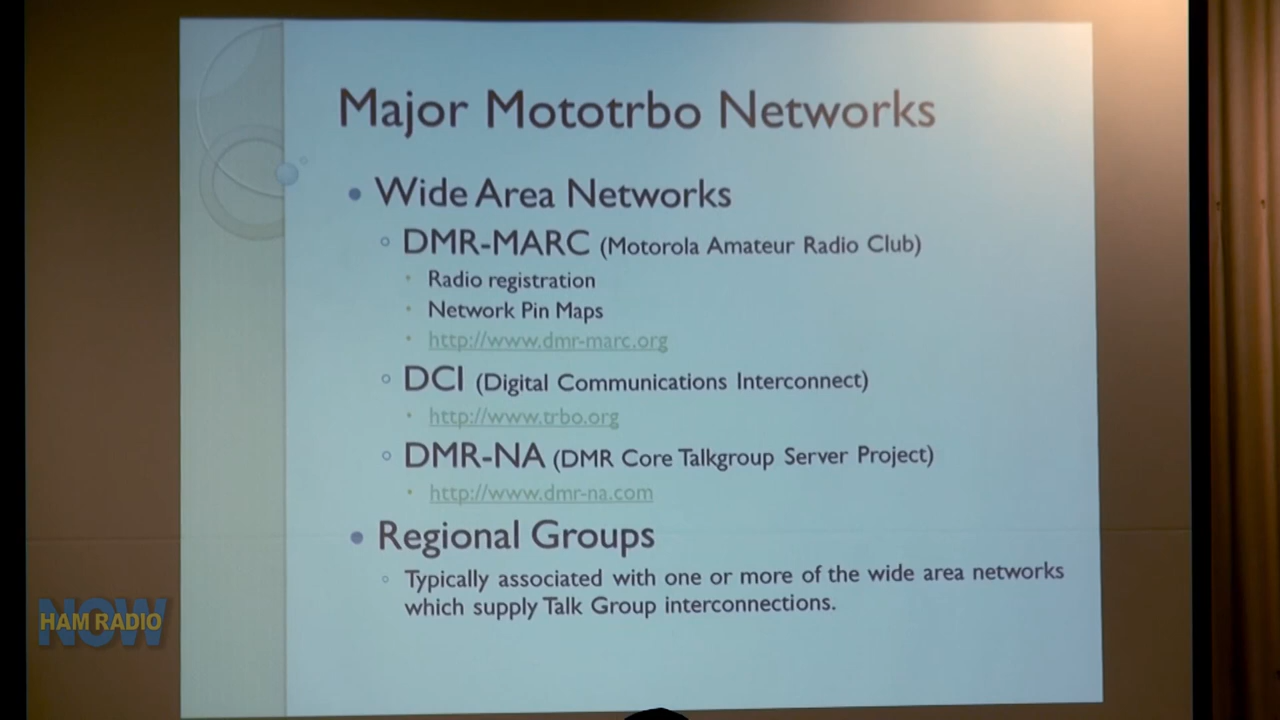 Major Mototrbo Networks
Wide Area Networks
DMR-MARC (Motorola Amateur Radio Club)
Radio registration
Network Pin Maps
http://www.dmr-marc.org
DCI (Digital Communications Interconnect)
http://www.trbo.org
DMR-NA (DMR Core Talkgroup Server Project)
http://www.dmr-na.com
Regional Groups
Typically associated with one or more of the wide area networks
which supply Talk Group interconnections.
NOW
HAM RADIO